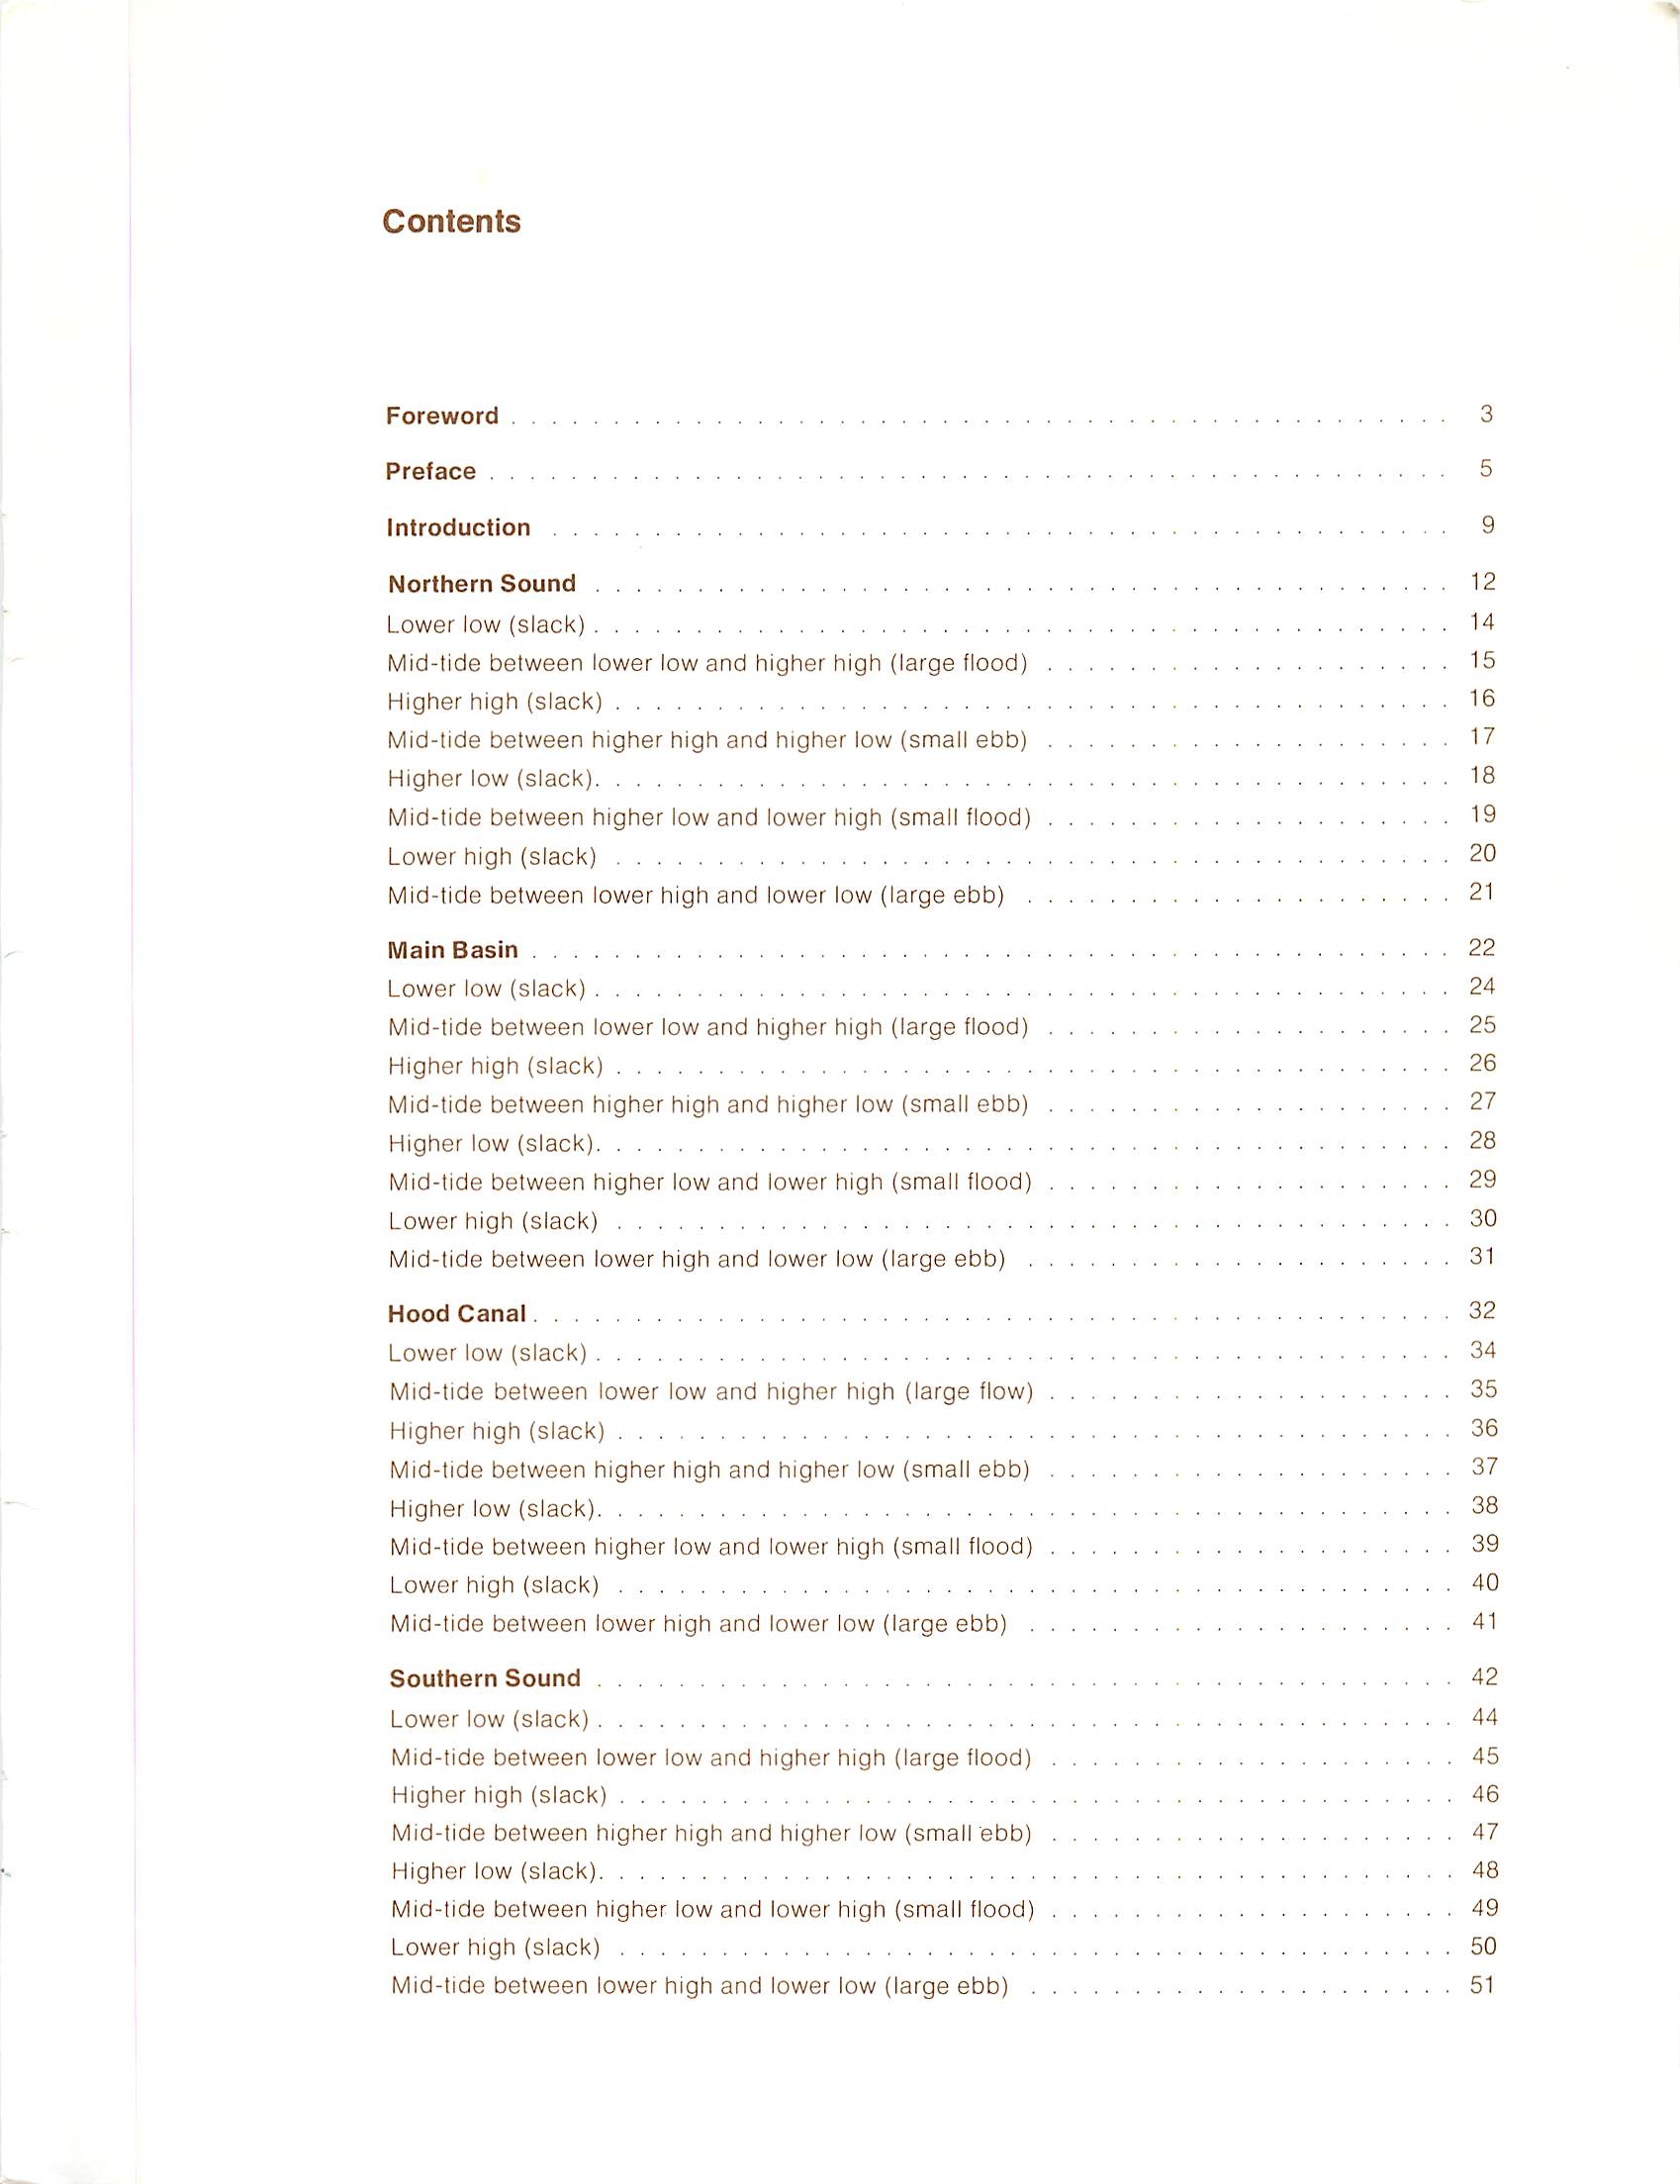 Contents
Foreword . . . . . . . . . . . . . . . . . . . . 3
Preface . . . . . . . . . . . . . . . . . . . . 5
Introduction . . . . . . . . . . . . . . . . . . . . 9
Northern Sound . . . . . . . . . . . . . . . . . . . . 12
Lower low (slack) . . . . . . . . . . . . . . . . . . . . 14
Mid-tide between lower low and higher high (large flood) . . . . . . . . . . . . . . . . . . . . 15
Higher high (slack) . . . . . . . . . . . . . . . . . . . . 16
Mid-tide between higher high and higher low (small ebb) . . . . . . . . . . . . . . . . . . . . 17
Higher low (slack). . . . . . . . . . . . . . . . . . . . 18
Mid-tide between higher low and lower high (small flood) . . . . . . . . . . . . . . . . . . . . 19
Lower high (slack) . . . . . . . . . . . . . . . . . . . . 20
Mid-tide between lower high and lower low (large ebb) . . . . . . . . . . . . . . . . . . . . 21
Main Basin . . . . . . . . . . . . . . . . . . . . 22
Lower low (slack) . . . . . . . . . . . . . . . . . . . . 24
Mid-tide between lower low and higher high (large flood) . . . . . . . . . . . . . . . . . . . . 25
Higher high (slack) . . . . . . . . . . . . . . . . . . . . 26
Mid-tide between higher high and higher low (small ebb) . . . . . . . . . . . . . . . . . . . . 27
Higher low (slack). . . . . . . . . . . . . . . . . . . . 28
Mid-tide between higher low and lower high (small flood) . . . . . . . . . . . . . . . . . . . . 29
Lower high (slack) . . . . . . . . . . . . . . . . . . . . 30
Mid-tide between lower high and lower low (large ebb) . . . . . . . . . . . . . . . . . . . . 31
Hood Canal . . . . . . . . . . . . . . . . . . . . 32
Lower low (slack) . . . . . . . . . . . . . . . . . . . . 34
Mid-tide between lower low and higher high (large flow) . . . . . . . . . . . . . . . . . . . . 35
Higher high (slack) . . . . . . . . . . . . . . . . . . . . 36
Mid-tide between higher high and higher low (small ebb) . . . . . . . . . . . . . . . . . . . . 37
Higher low (slack). . . . . . . . . . . . . . . . . . . . 38
Mid-tide between higher low and lower high (small flood) . . . . . . . . . . . . . . . . . . . . 39
Lower high (slack) . . . . . . . . . . . . . . . . . . . . 40
Mid-tide between lower high and lower low (large ebb) . . . . . . . . . . . . . . . . . . . . 41
Southern Sound . . . . . . . . . . . . . . . . . . . . 42
Lower low (slack) . . . . . . . . . . . . . . . . . . . . 44
Mid-tide between lower low and higher high (large flood) . . . . . . . . . . . . . . . . . . . . 45
Higher high (slack) . . . . . . . . . . . . . . . . . . . . 46
Mid-tide between higher high and higher low (small ebb) . . . . . . . . . . . . . . . . . . . . 47
Higher low (slack). . . . . . . . . . . . . . . . . . . . 48
Mid-tide between higher low and lower high (small flood) . . . . . . . . . . . . . . . . . . . . 49
Lower high (slack) . . . . . . . . . . . . . . . . . . . . 50
Mid-tide between lower high and lower low (large ebb) . . . . . . . . . . . . . . . . . . . . 51